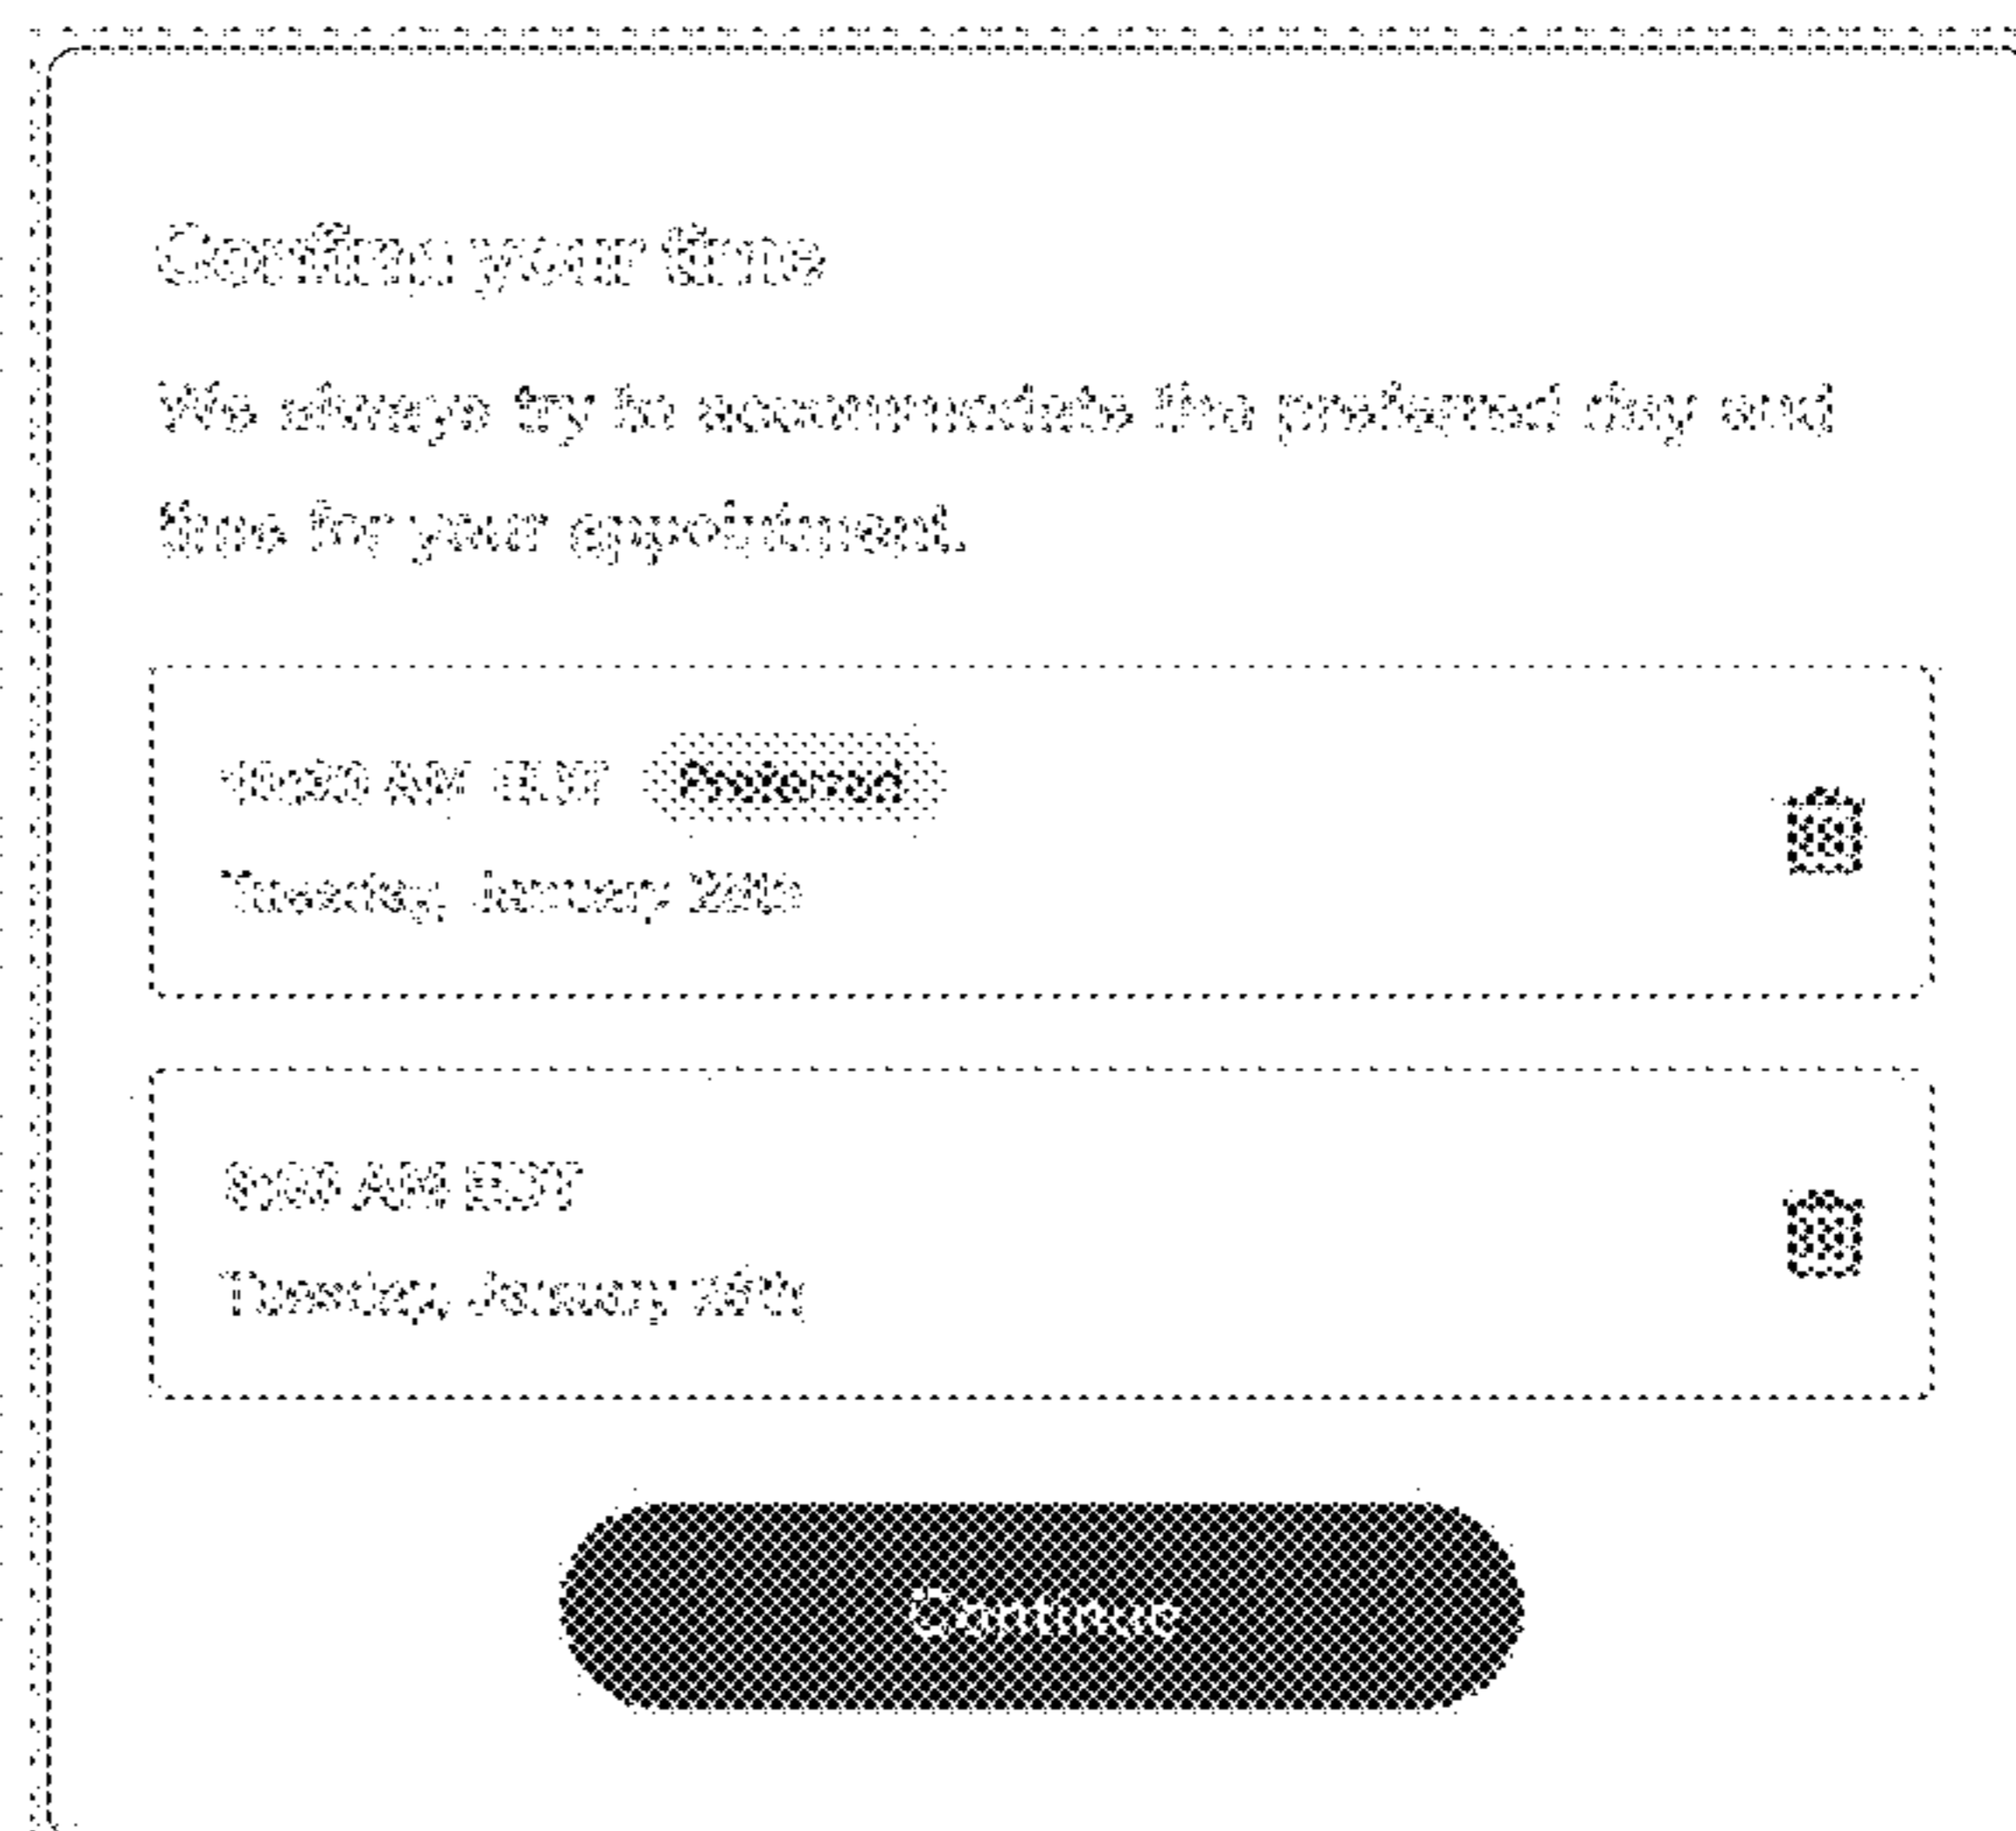 Confirm your time
We always try to accommodate the preferred day and
time for your appointment.
AM
Preferred
Tuesday, January
AM EDT
Tuesday, January
Continue